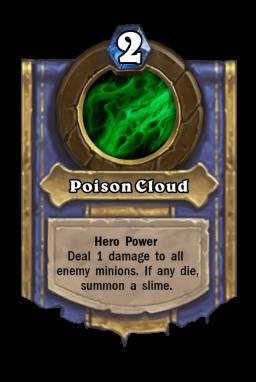 2
Poison Cloud
Hero Power
Deal 1 damage to all
enemy minions. If any die,
summon a slime.